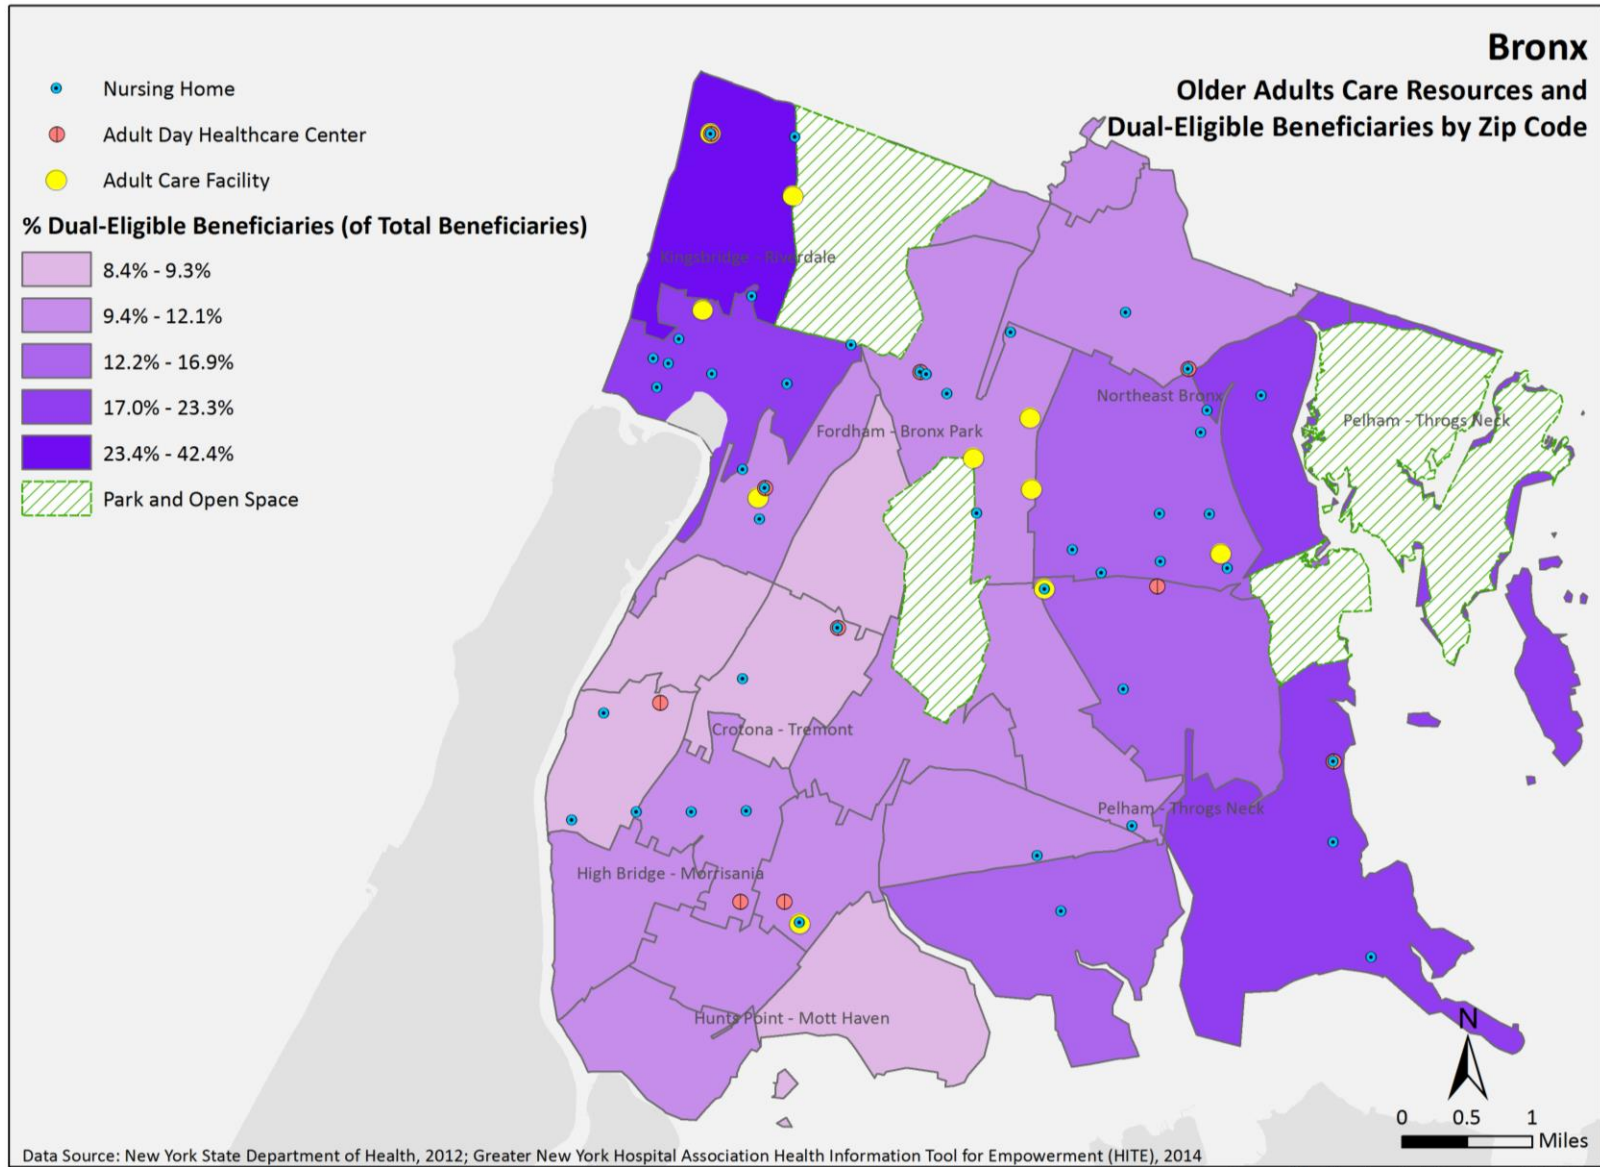 Bronx
Older Adults Care Resources and
Dual-Eligible Beneficiaries by Zip Code
Nursing Home
Adult Day Healthcare Center
Adult Care Facility
% Dual-Eligible Beneficiaries (of Total Beneficiaries)
8.4% - 9.3%
9.4% - 12.1%
12.2% - 16.9%
17.0% - 23.3%
23.4% - 42.4%
Park and Open Space
Kingsbridge - Riverdale
Northeast Bronx
Pelham - Throgs Neck
Fordham - Bronx Park
Crotona - Tremont
Pelham - Throgs Neck
High Bridge - Morrisania
Hunts Point - Mott Haven
N
0 0.5 1
Miles
Data Source: New York State Department of Health, 2012; Greater New York Hospital Association Health Information Tool for Empowerment (HITE), 2014